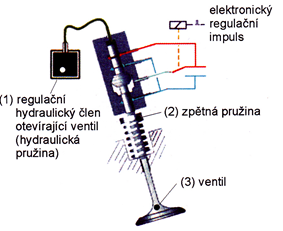 elektronický
regulační
impuls
(1) regulační
hydraulický člen
otevírající ventil
(hydraulická
pružina)
(2) zpětná pružina
(3) ventil